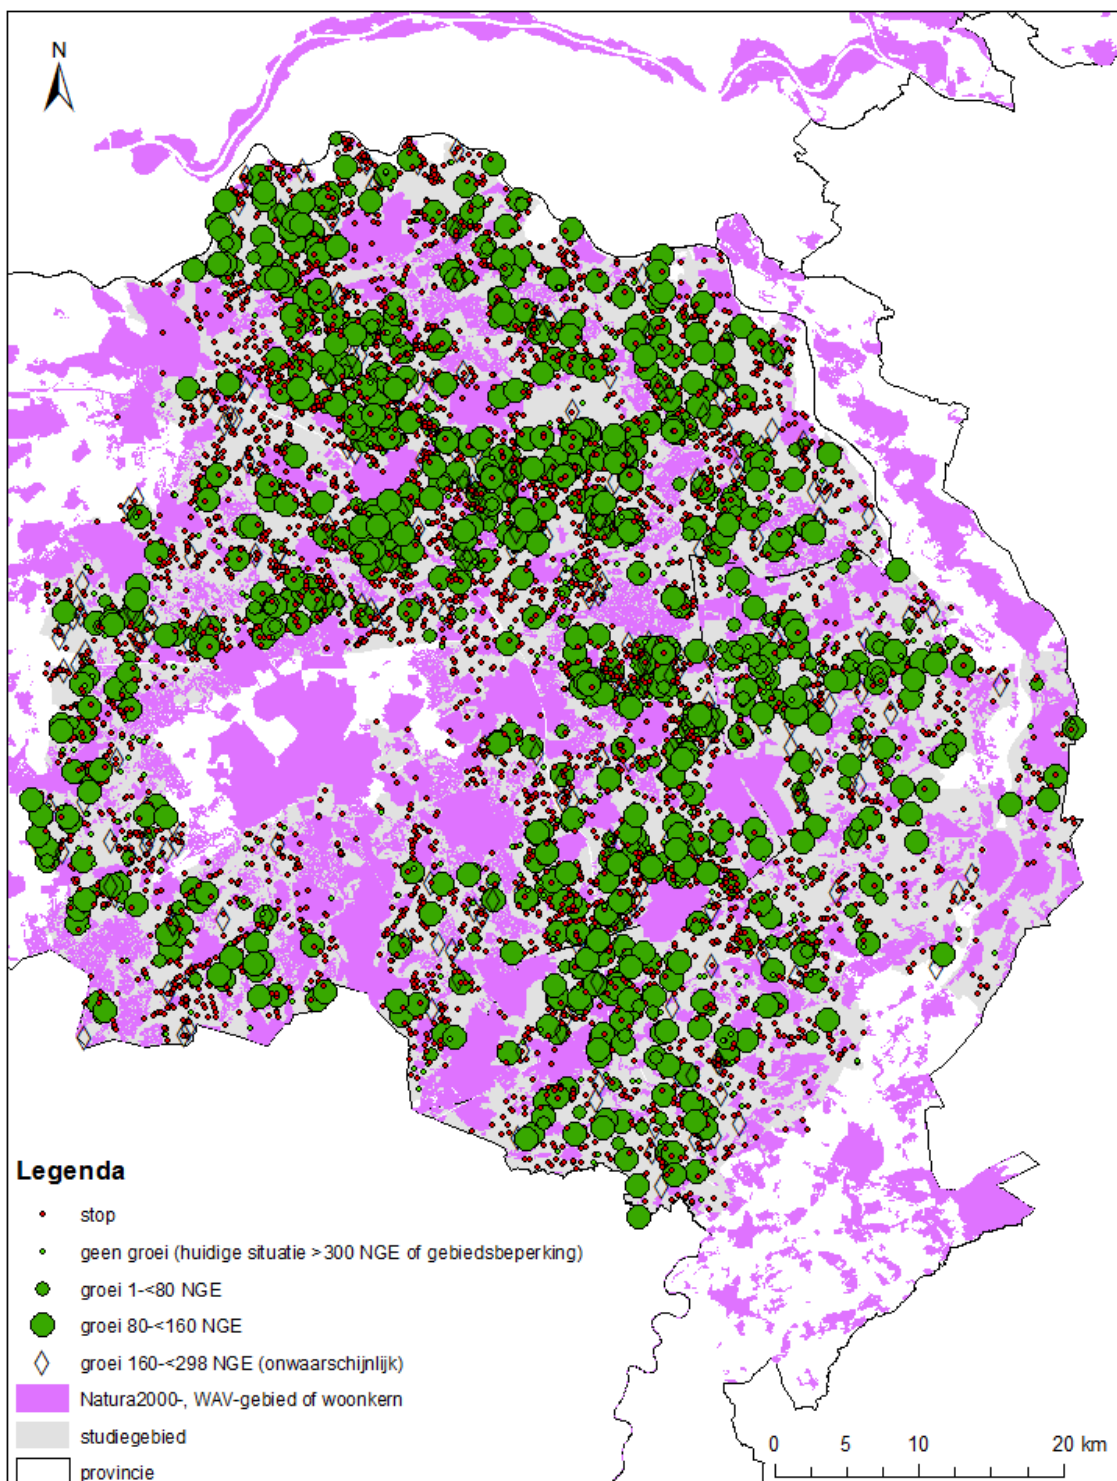 N
Legenda
stop
geen groei (huidige situatie >300 NGE of gebiedsbeperking)
groei 1-<80 NGE
groei 80-<160 NGE
groei 160-<298 NGE (onwaarschijnlijk)
Natura2000-, WAV-gebied of woonkern
studiegebied
provincie
0 5 10 20 km